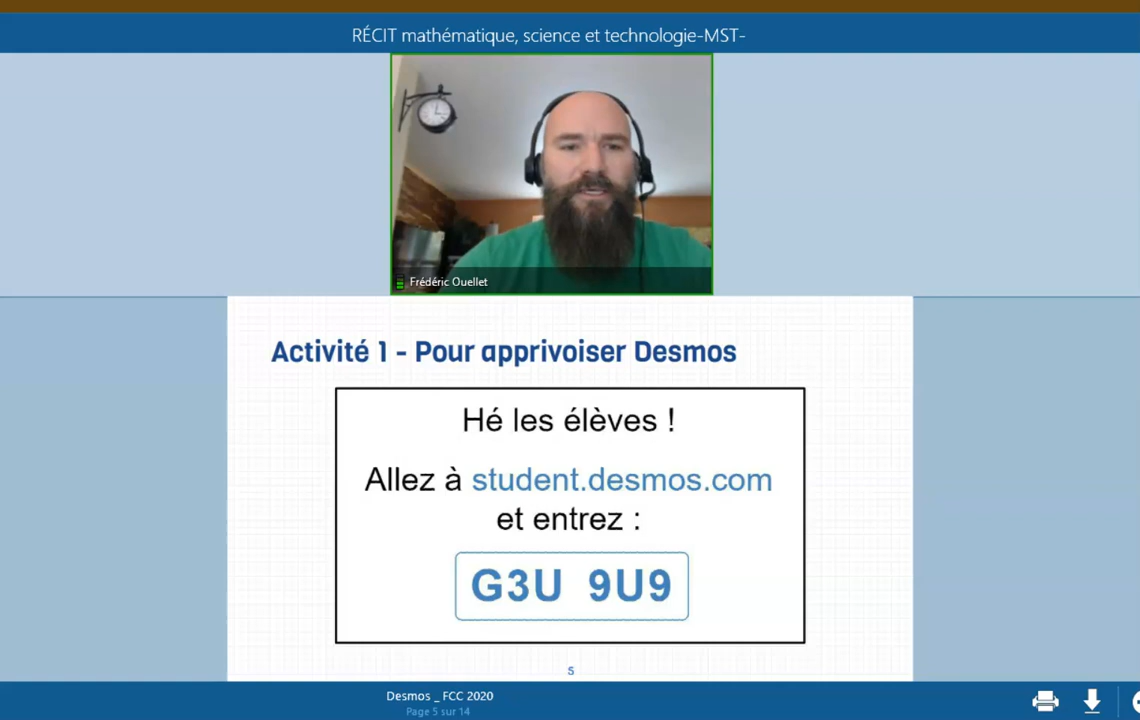 RÉCIT mathématique, science et technologie-MST-
Frédéric Ouellet
Activité 1 - Pour apprivoiser Desmos
Hé les élèves !
Allez à student.desmos.com
et entrez :
G3U 9U9
5
Desmos _ FCC 2020
Page 5 sur 14